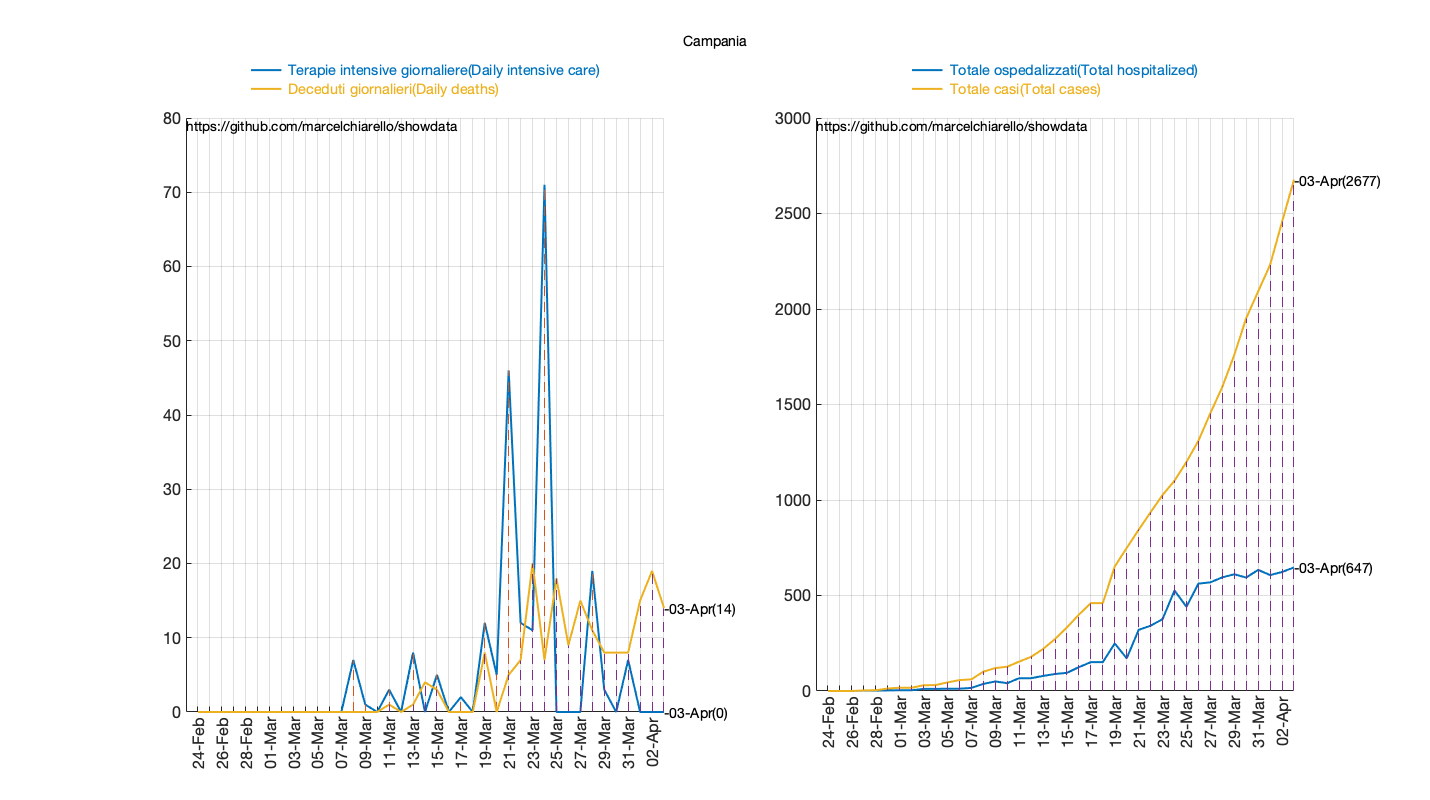 Campania
Terapie intensive giornaliere(Daily intensive care)
Deceduti giornalieri(Daily deaths)
80
https://github.com/marcelchiarello/showdata
70
60
50
40
30
20
10
0
-03-Apr(14)
-03-Apr(0)
24-Feb
26-Feb
28-Feb
01-Mar
03-Mar
05-Mar
07-Mar
09-Mar
11-Mar
13-Mar
15-Mar
17-Mar
19-Mar
21-Mar
23-Mar
25-Mar
27-Mar
29-Mar
31-Mar
02-Apr
Totale ospedalizzati(Total hospitalized)
Totale casi(Total cases)
3000
https://github.com/marcelchiarello/showdata
2500
2000
1500
1000
500
0
-03-Apr(2677)
-03-Apr(647)
24-Feb
26-Feb
28-Feb
01-Mar
03-Mar
05-Mar
07-Mar
09-Mar
11-Mar
13-Mar
15-Mar
17-Mar
19-Mar
21-Mar
23-Mar
25-Mar
27-Mar
29-Mar
31-Mar
02-Apr